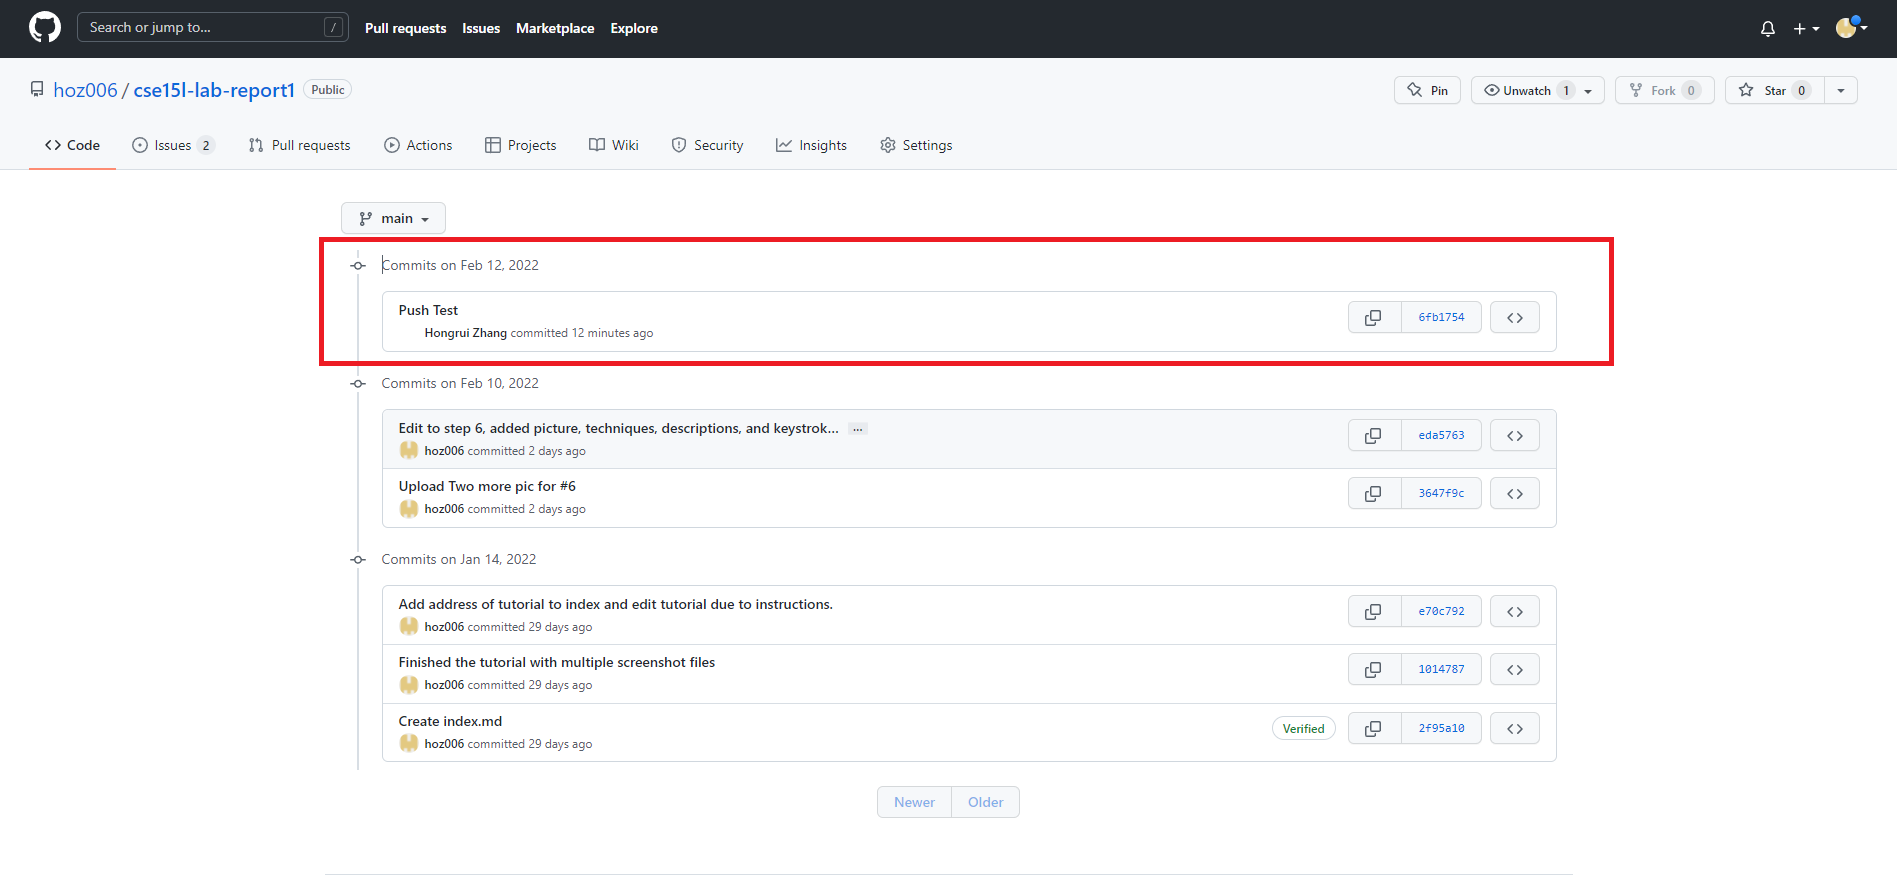 Search or jump to... /
Pull requests Issues Marketplace Explore
hoz006 / cse15l-lab-report1 Public
Pin Unwatch 1 Fork 0 Star 0
Code Issues 2 Pull requests Actions Projects Wiki Security Insights Settings
main
Commits on Feb 12, 2022
Push Test
6fb1754
Hongrui Zhang committed 12 minutes ago
Commits on Feb 10, 2022
Edit to step 6, added picture, techniques, descriptions, and keystrok... ...
eda5763
hoz006 committed 2 days ago
Upload Two more pic for #6
3647f9c
hoz006 committed 2 days ago
Commits on Jan 14, 2022
Add address of tutorial to index and edit tutorial due to instructions.
e70c792
hoz006 committed 29 days ago
Finished the tutorial with multiple screenshot files
1014787
hoz006 committed 29 days ago
Create index.md
Verified 2f95a10
hoz006 committed 29 days ago
Newer Older